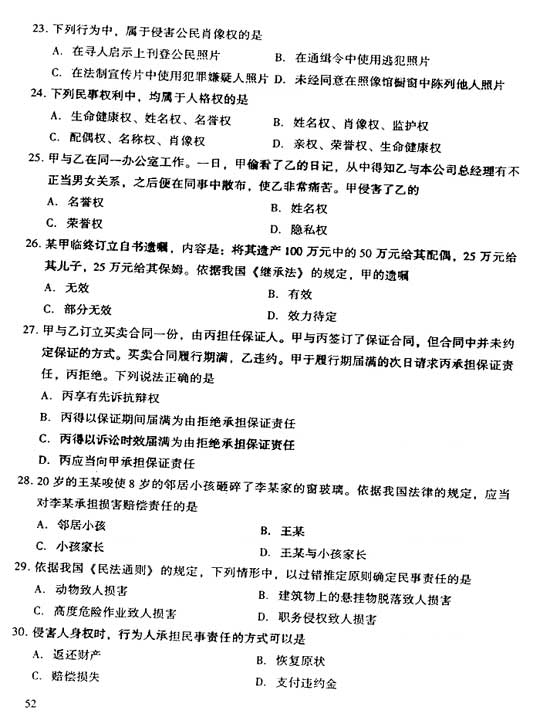 23. 下列行为中，属于侵害公民肖像权的是
A. 在寻人启示上刊登公民照片 B. 在通缉令中使用逃犯照片
C. 在法制宣传片中使用犯罪嫌疑人照片 D. 未经同意在照像馆橱窗中陈列他人照片
24. 下列民事权利中，均属于人格权的是
A. 生命健康权、姓名权、名誉权 B. 姓名权、肖像权、监护权
C. 配偶权、名称权、肖像权 D. 亲权、荣誉权、生命健康权
25. 甲与乙在同一办公室工作。一日，甲偷看了乙的日记，从中得知乙与本公司总经理有不
正当男女关系，之后便在同事中散布，使乙非常痛苦。甲侵害了乙的
A. 名誉权 B. 姓名权
C. 荣誉权 D. 隐私权
26. 某甲临终订立自书遗嘱，内容是：将其遗产 100 万元中的 50 万元给其配偶，25 万元给
其儿子，25 万元给其保姆。依据我国《继承法》的规定，甲的遗嘱
A. 无效 B. 有效
C. 部分无效 D. 效力待定
27. 甲与乙订立买卖合同一份，由丙担任保证人。甲与丙签订了保证合同，但合同中并未约
定保证的方式。买卖合同履行期满，乙违约。甲于履行期届满的次日请求丙承担保证责
任，丙拒绝。下列说法正确的是
A. 丙享有先诉抗辩权
B. 丙得以保证期间届满为由拒绝承担保证责任
C. 丙得以诉讼时效届满为由拒绝承担保证责任
D. 丙应当向甲承担保证责任
28. 20 岁的王某唆使 8 岁的邻居小孩砸碎了李某家的窗玻璃。依据我国法律的规定，应当
对李某承担损害赔偿责任的是
A. 邻居小孩 B. 王某
C. 小孩家长 D. 王某与小孩家长
29. 依据我国《民法通则》的规定，下列情形中，以过错推定原则确定民事责任的是
A. 动物致人损害 B. 建筑物上的悬挂物脱落致人损害
C. 高度危险作业致人损害 D. 职务侵权致人损害
30. 侵害人身权时，行为人承担民事责任的方式可以是
A. 返还财产 B. 恢复原状
C. 赔偿损失 D. 支付违约金
52